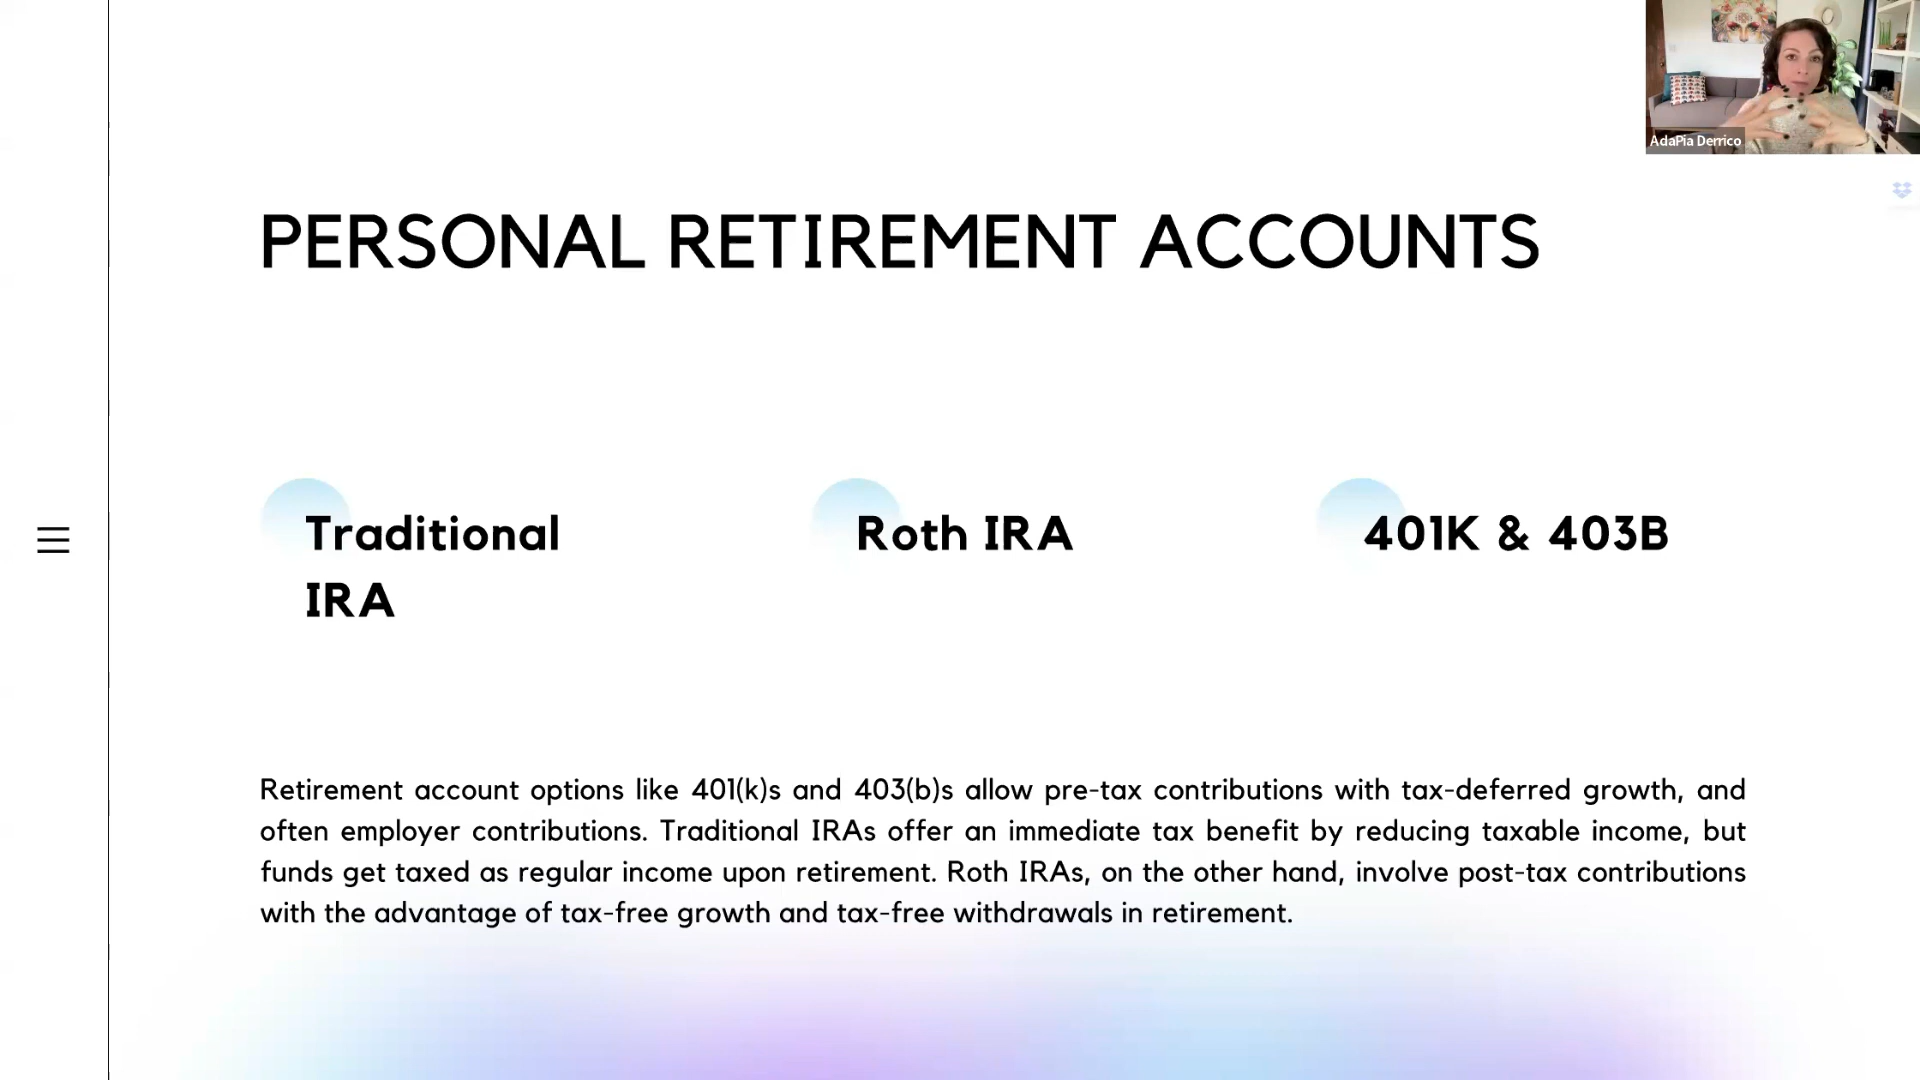 AdaPia Derrico
PERSONAL RETIREMENT ACCOUNTS
Traditional
IRA
Roth IRA
401K & 403B
Retirement account options like 401(k)s and 403(b)s allow pre-tax contributions with tax-deferred growth, and
often employer contributions. Traditional IRAs offer an immediate tax benefit by reducing taxable income, but
funds get taxed as regular income upon retirement. Roth IRAs, on the other hand, involve post-tax contributions
with the advantage of tax-free growth and tax-free withdrawals in retirement.